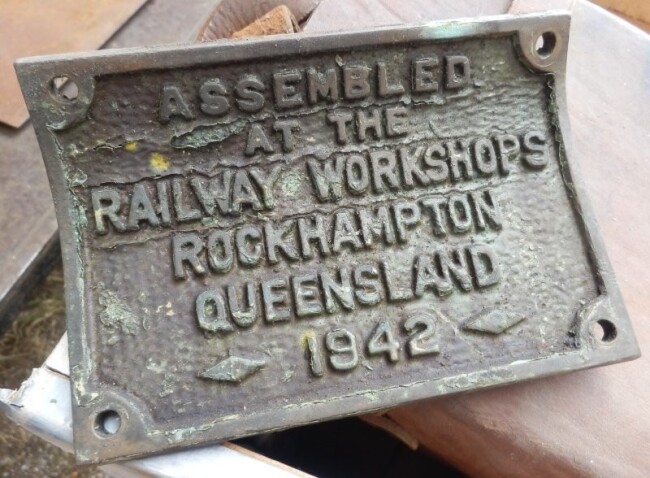 ASSEMBLED
AT THE
RAILWAY WORKSHOPS
ROCKHAMPTON
QUEENSLAND
1942